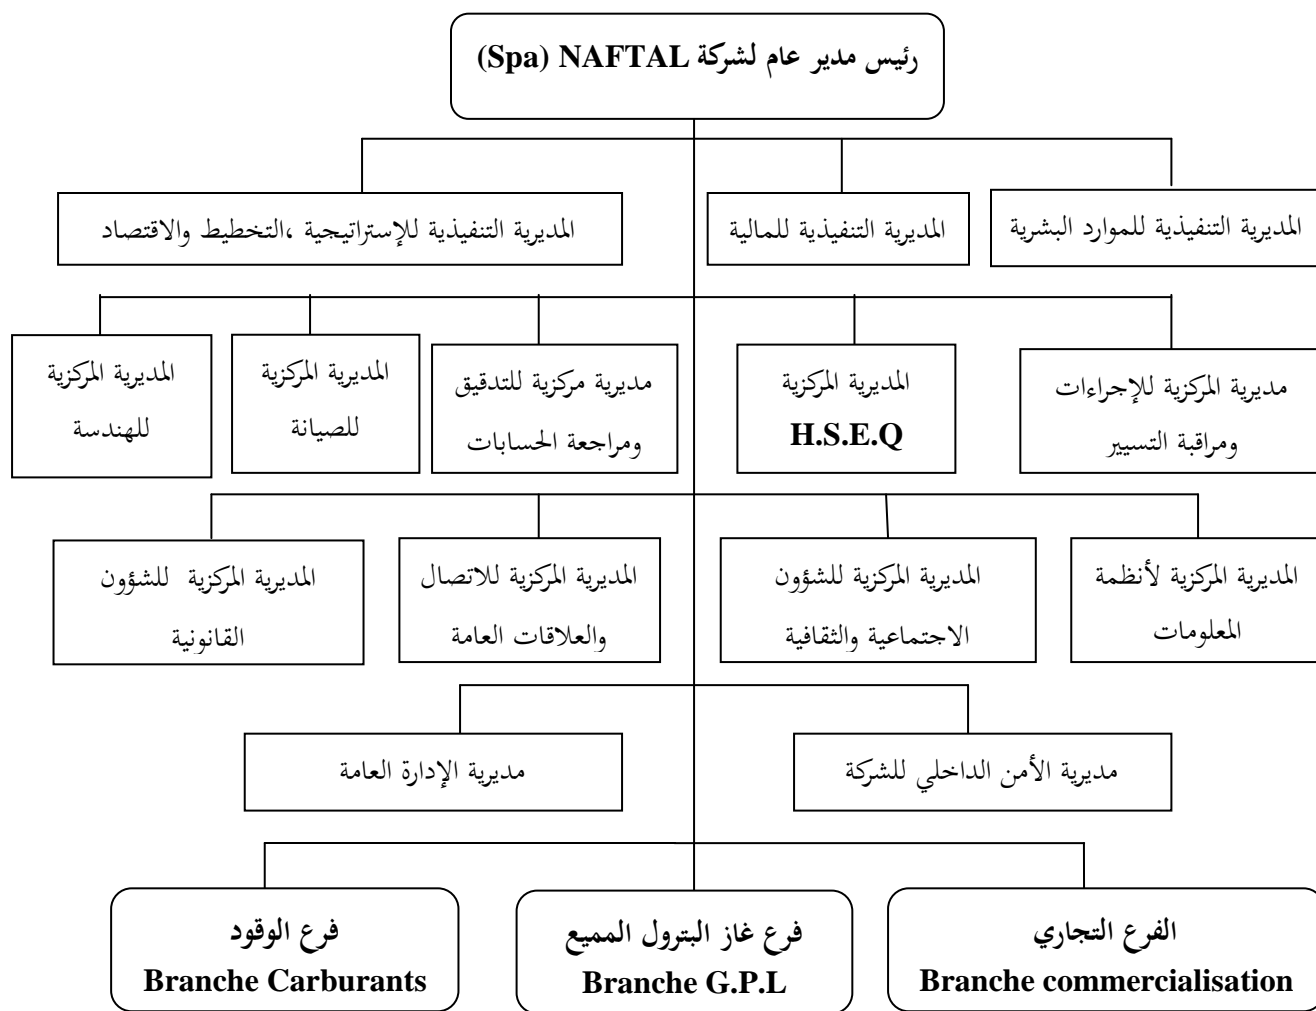 رئيس مدير عام لشركة NAFTAL (Spa)
المديرية التنفيذية للموارد البشرية
المديرية التنفيذية للمالية
المديرية التنفيذية للإستراتيجية ،التخطيط والاقتصاد
مديرية المركزية للإجراءات
ومراقبة التسيير
المديرية المركزية
H.S.E.Q
مديرية مركزية للتدقيق
ومراجعة الحسابات
المديرية المركزية
للصيانة
المديرية المركزية
للهندسة
المديرية المركزية لأنظمة
المعلومات
المديرية المركزية للشؤون
الاجتماعية والثقافية
المديرية المركزية للاتصال
والعلاقات العامة
المديرية المركزية للشؤون
القانونية
مديرية الأمن الداخلي للشركة
مديرية الإدارة العامة
الفرع التجاري
Branche commercialisation
فرع غاز البترول المميع
Branche G.P.L
فرع الوقود
Branche Carburants